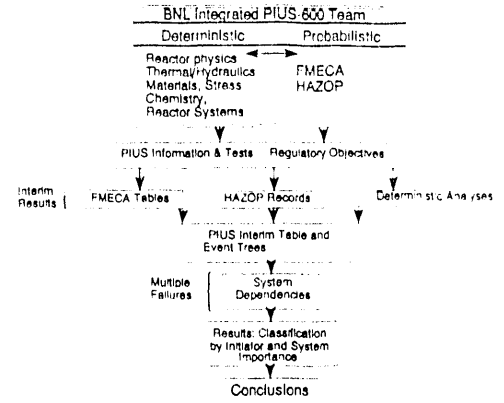 BNL Integrated PIUS-600 Team
Deterministic Probabilistic
Reactor physics
Thermal/Hydraulics FMECA
Materials, Stress HAZOP
Chemistry,
Reactor Systems
PIUS Information & Tests Regulatory Objectives
Interim
Results { FMECA Tables HAZOP Records Deterministic Analyses
PIUS Interim Table and
Event Trees
Multiple
Failures { System
Dependencies
Results: Classification
by Initiator and System
Importance
Conclusions